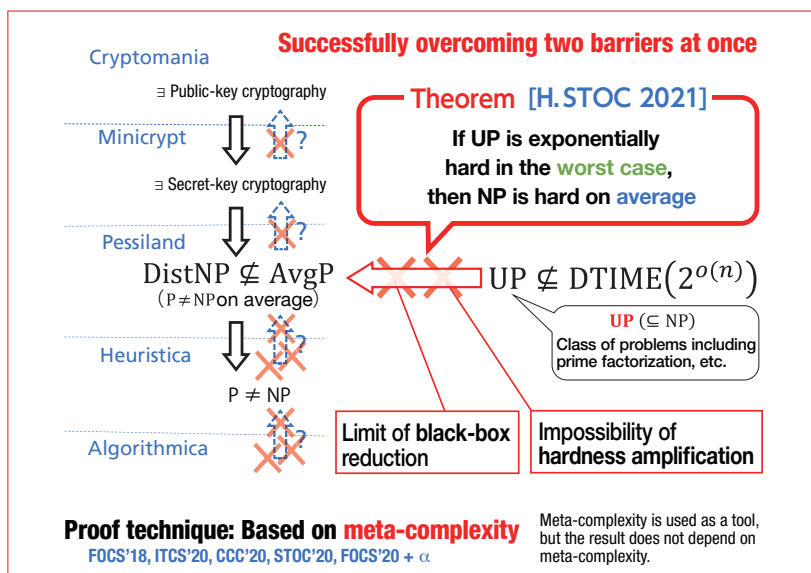 Successfully overcoming two barriers at once
Cryptomania
∃ Public-key cryptography
?
Minicrypt
∃ Secret-key cryptography
?
Pessiland
Theorem [H.STOC 2021]
If UP is exponentially
hard in the worst case,
then NP is hard on average
DistNP ⊈ AvgP
(P≠NP on average)
UP ⊈ DTIME(2^{o(n)})
UP (⊆ NP)
Class of problems including
prime factorization, etc.
?
Heuristica
P ≠ NP
?
Algorithmica
Limit of black-box
reduction
Impossibility of
hardness amplification
Proof technique: Based on meta-complexity
FOCS'18, ITCS'20, CCC'20, STOC'20, FOCS'20 + α
Meta-complexity is used as a tool,
but the result does not depend on
meta-complexity.